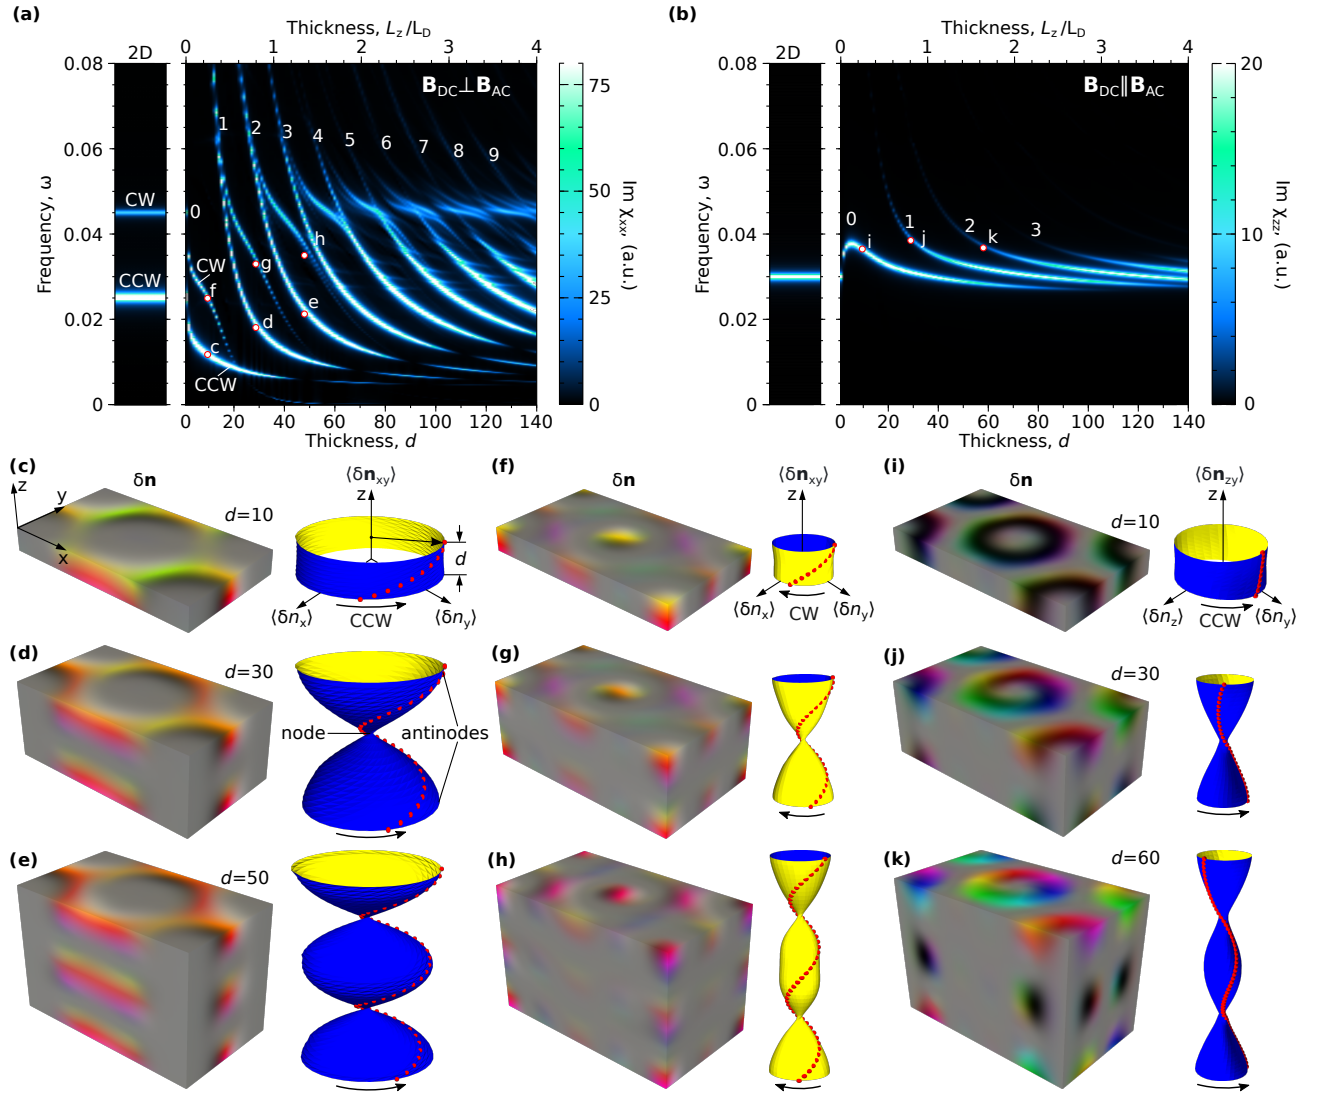 (a)
Thickness, Lz/LD
0 1 2 3 4
2D
0.08
0.06
0.04
0.02
0
Frequency, ω
CW
CCW
BDC⊥BAC
0 1 2 3 4 5 6 7 8 9
CW
CCW
c d e f g h
0 20 40 60 80 100 120 140
Thickness, d
75
50
25
0
Im χxx, (a.u.)
(b)
Thickness, Lz/LD
0 1 2 3 4
2D
0.08
0.06
0.04
0.02
0
Frequency, ω
BDC∥BAC
0 1 2 3
i j k
0 20 40 60 80 100 120 140
Thickness, d
20
10
0
Im χzz, (a.u.)
(c)
δn
z
y
x
d=10
⟨δnxy⟩
z
d
⟨δnx⟩
CCW
⟨δny⟩
(f)
δn
⟨δnxy⟩
z
⟨δnx⟩
CW
⟨δny⟩
(i)
δn
d=10
⟨δnzy⟩
z
⟨δnz⟩
CCW
⟨δny⟩
(d)
d=30
node
antinodes
(g)
(j)
d=30
(e)
d=50
(h)
(k)
d=60